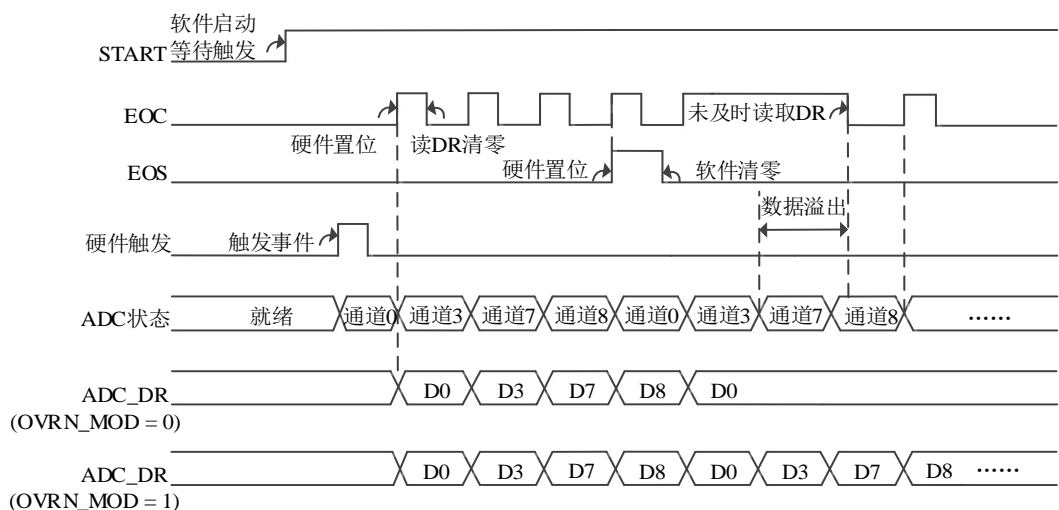 软件启动
START 等待触发
EOC
未及时读取DR
硬件置位 读DR清零
EOS
硬件置位 软件清零
数据溢出
硬件触发 触发事件
ADC状态 就绪 通道0 通道3 通道7 通道8 通道0 通道3 通道7 通道8 ······
ADC_DR D0 D3 D7 D8 D0
(OVRN_MOD = 0)
ADC_DR D0 D3 D7 D8 D0 D3 D7 D8 ······
(OVRN_MOD = 1)